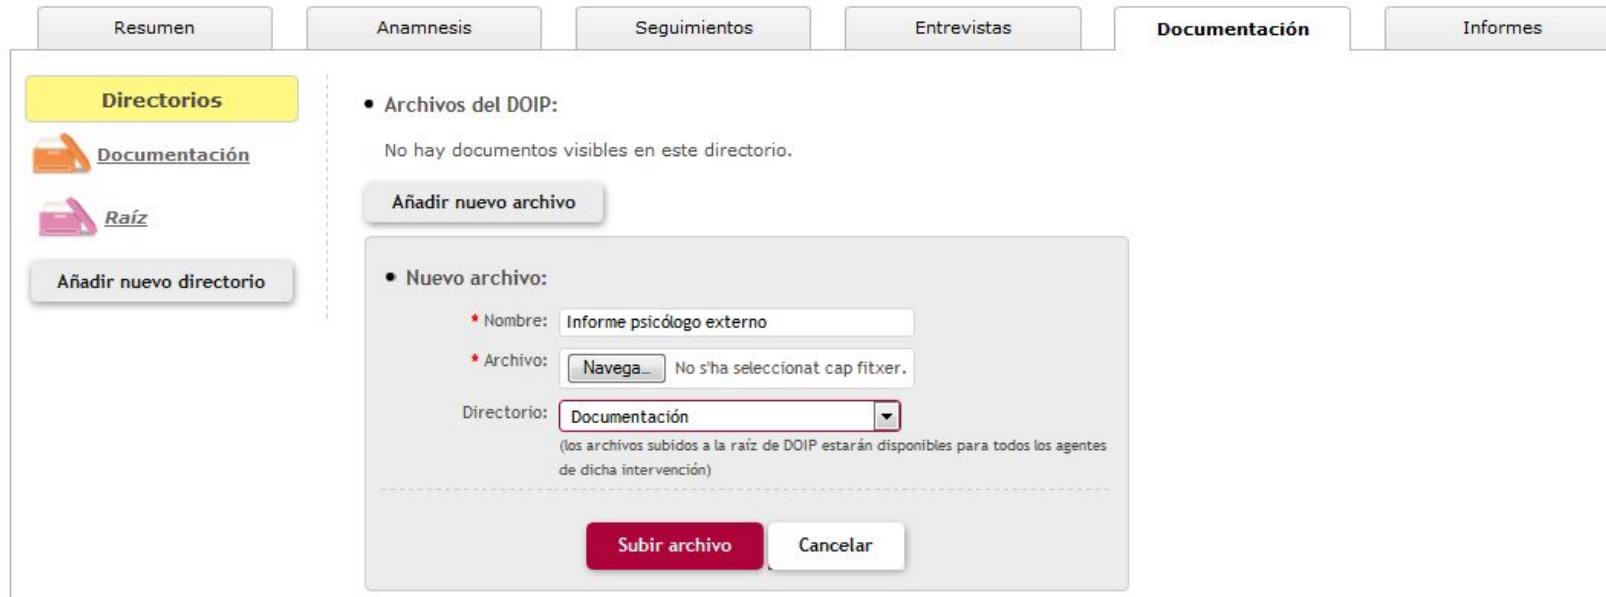 Resumen
Anamnesis
Seguimientos
Entrevistas
Documentación
Informes
Directorios
Documentación
Raíz
Añadir nuevo directorio
• Archivos del DOIP:
No hay documentos visibles en este directorio.
Añadir nuevo archivo
• Nuevo archivo:
* Nombre: Informe psicólogo externo
* Archivo: Navega... No s'ha seleccionat cap fitxer.
Directorio: Documentación
(los archivos subidos a la raíz de DOIP estarán disponibles para todos los agentes
de dicha intervención)
Subir archivo
Cancelar